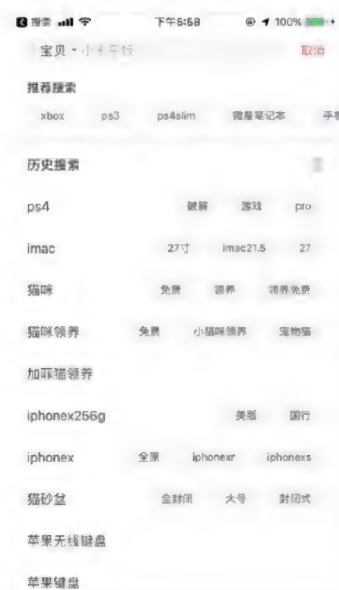 搜索 下午5:58 100%
宝贝 取消
推荐搜索
xbox ps3 ps4slim 微星笔记本 手
历史搜索
ps4 破解 游戏 pro
imac 27寸 imac21.5 27
猫咪 免费 领养 领养免费
猫咪领养 免费 小猫咪领养 宠物猫
加菲猫领养
iphonex256g 美版 国行
iphonex 全原 iphonexr iphonexs
猫砂盆 全封闭 大号 封闭式
苹果无线键盘
苹果键盘